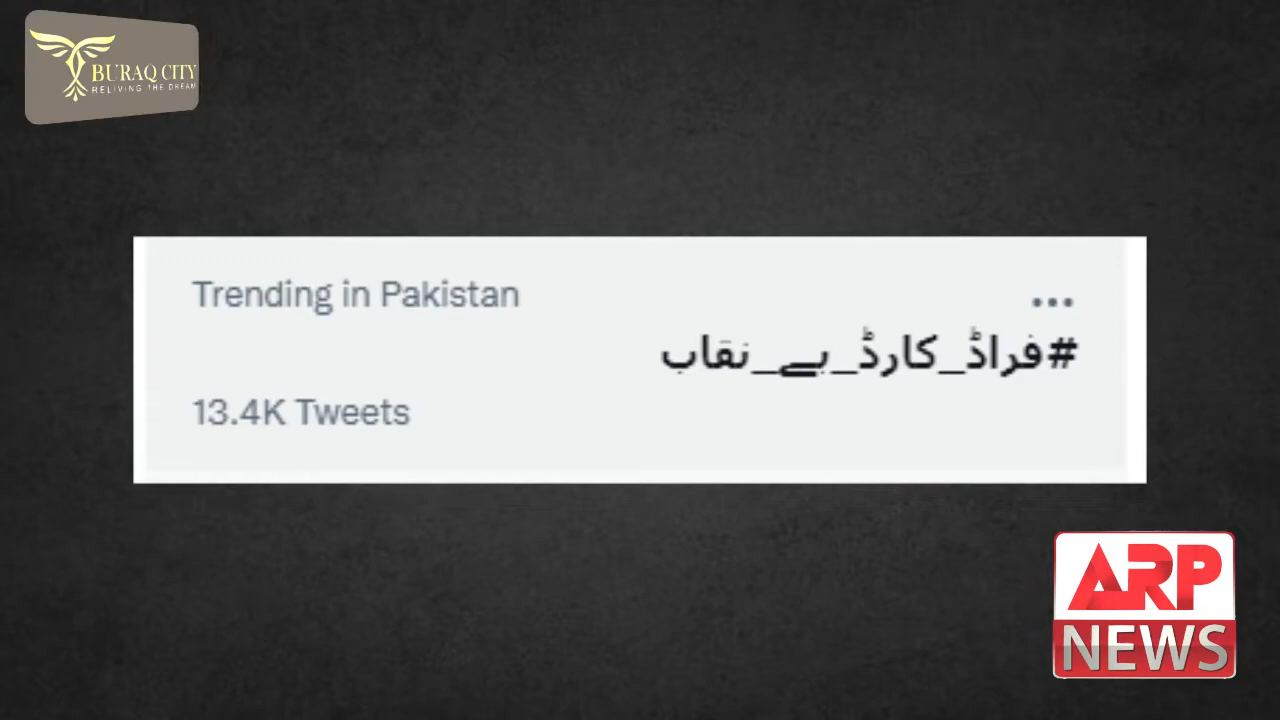 BURAQ CITY
RELIVING THE DREAM
Trending in Pakistan
#فراڈ_کارڈ_بے_نقاب
13.4K Tweets
ARP
NEWS